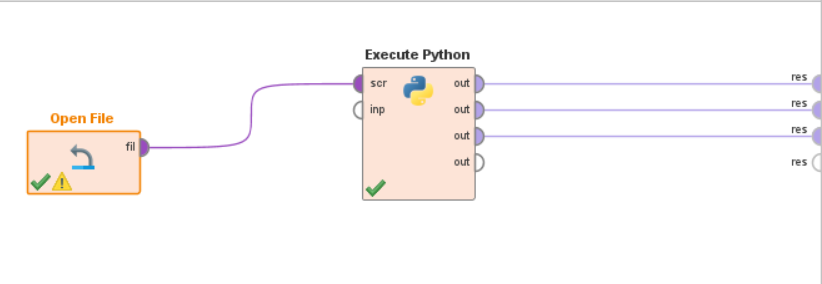 Execute Python
scr out res
inp out res
out res
out res
Open File
fil